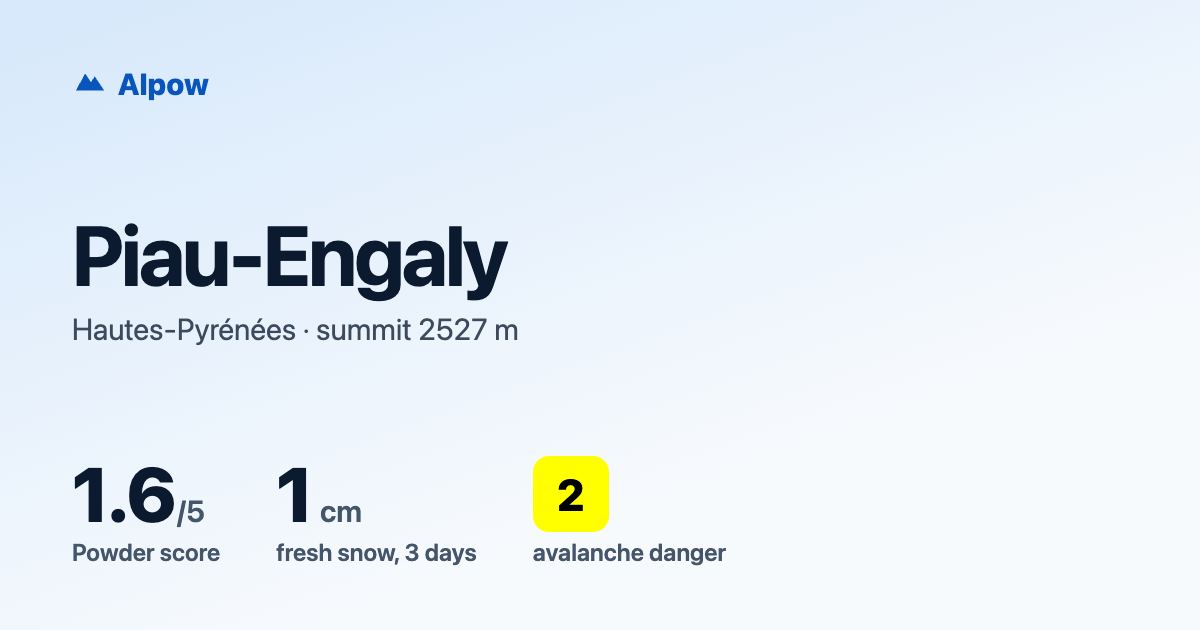 Alpow
Piau-Engaly
Hautes-Pyrénées · summit 2527 m
1.6/5
Powder score
1 cm
fresh snow, 3 days
2
avalanche danger